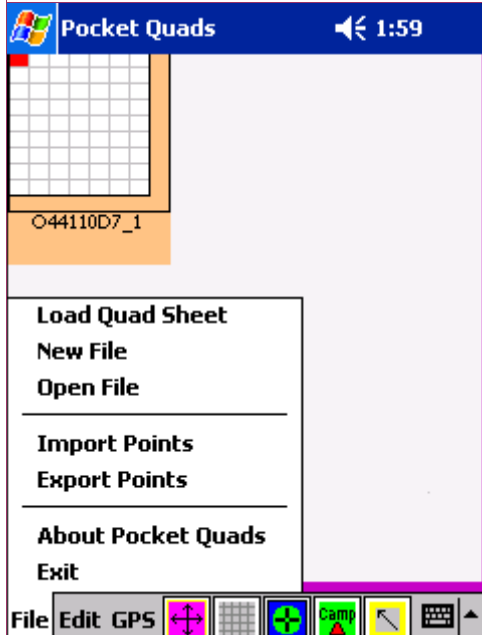 Pocket Quads 1:59
O44110D7_1
Load Quad Sheet
New File
Open File
Import Points
Export Points
About Pocket Quads
Exit
File Edit GPS Camp